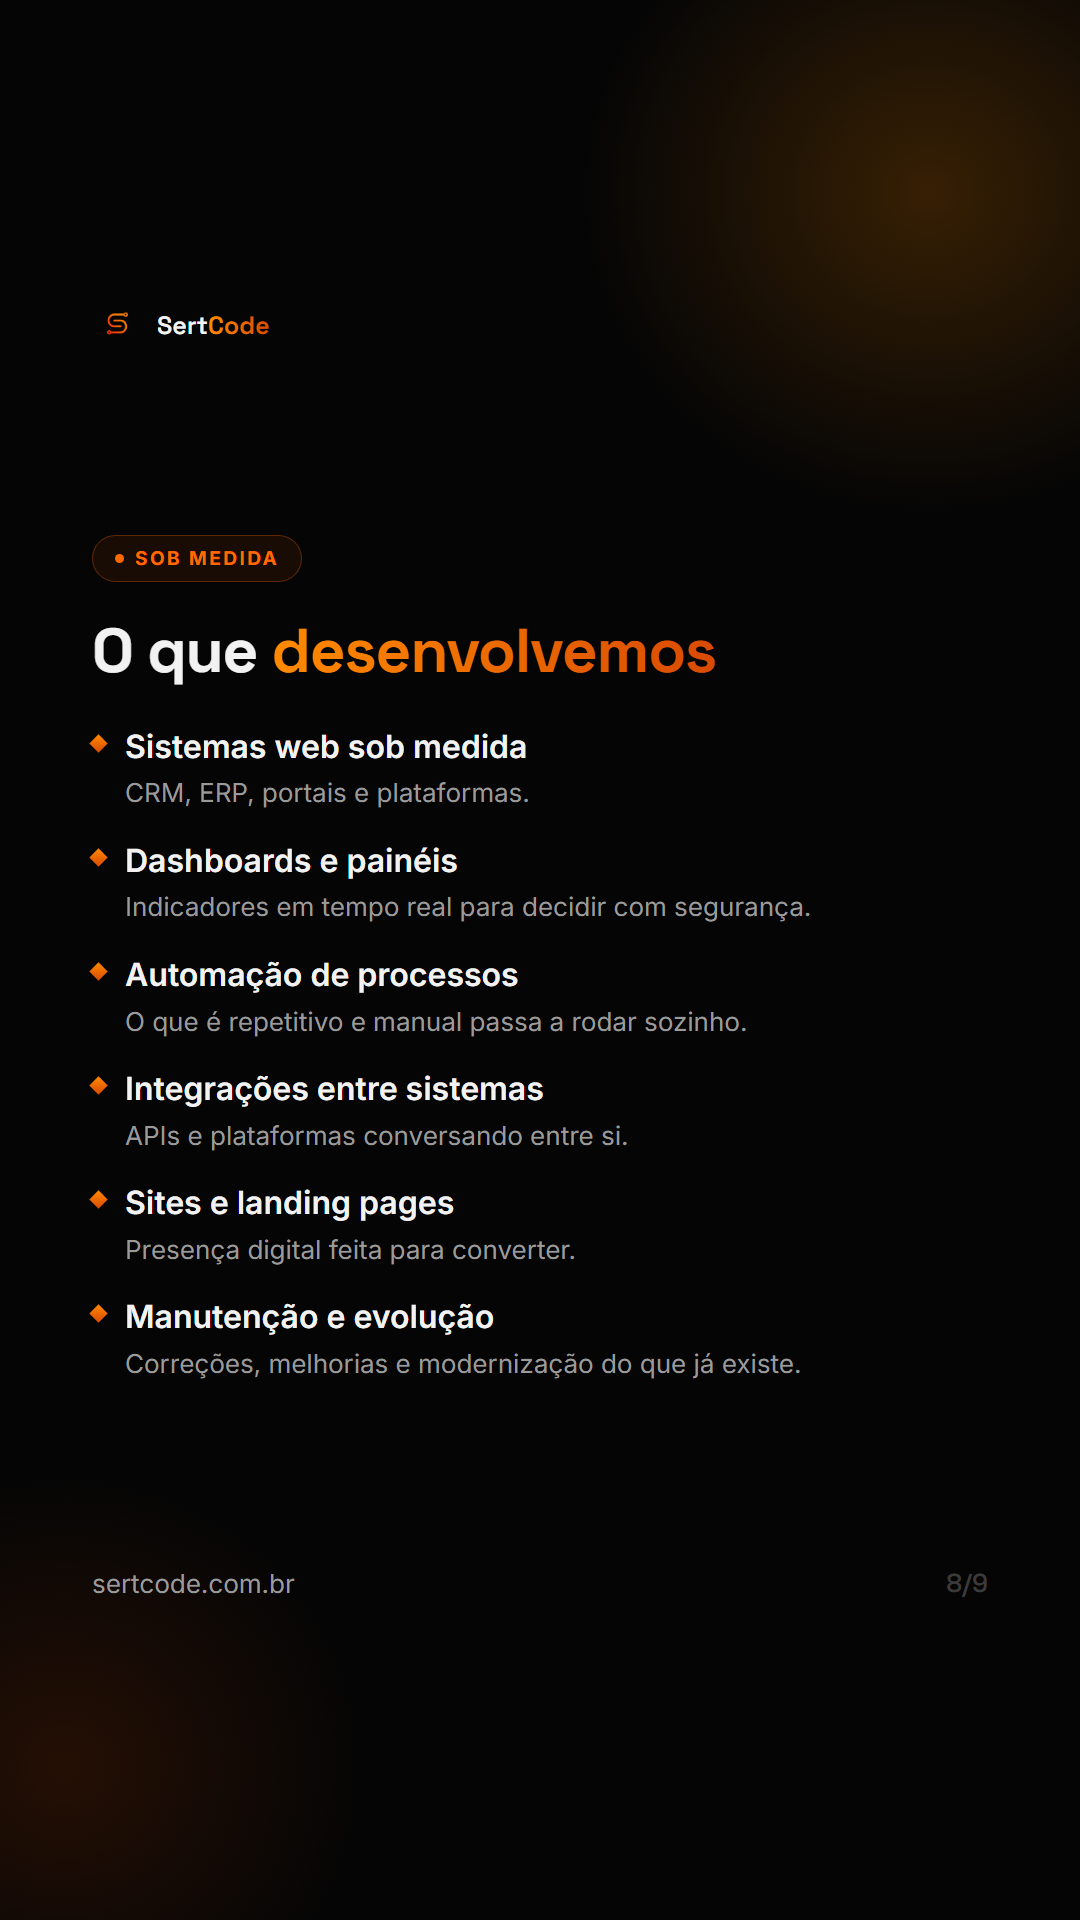 SertCode
SOB MEDIDA
O que desenvolvemos
Sistemas web sob medida
CRM, ERP, portais e plataformas.
Dashboards e painéis
Indicadores em tempo real para decidir com segurança.
Automação de processos
O que é repetitivo e manual passa a rodar sozinho.
Integrações entre sistemas
APIs e plataformas conversando entre si.
Sites e landing pages
Presença digital feita para converter.
Manutenção e evolução
Correções, melhorias e modernização do que já existe.
sertcode.com.br
8/9